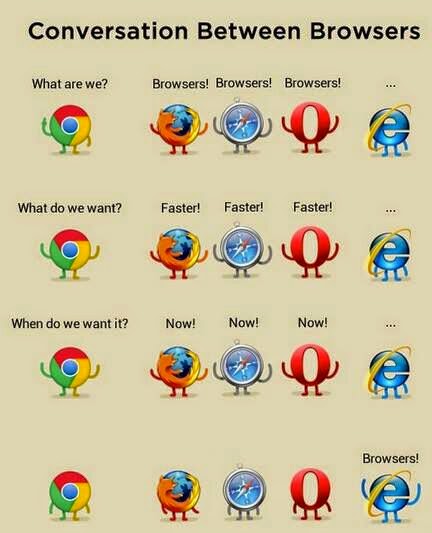 Conversation Between Browsers
What are we? Browsers! Browsers! Browsers! ...
What do we want? Faster! Faster! Faster! ...
When do we want it? Now! Now! Now! ...
Browsers!